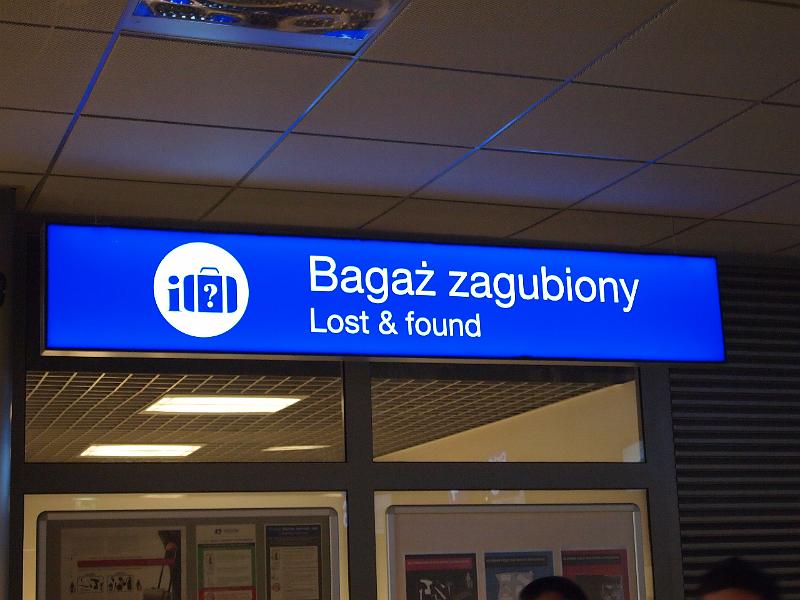 i ?
Bagaż zagubiony
Lost & found